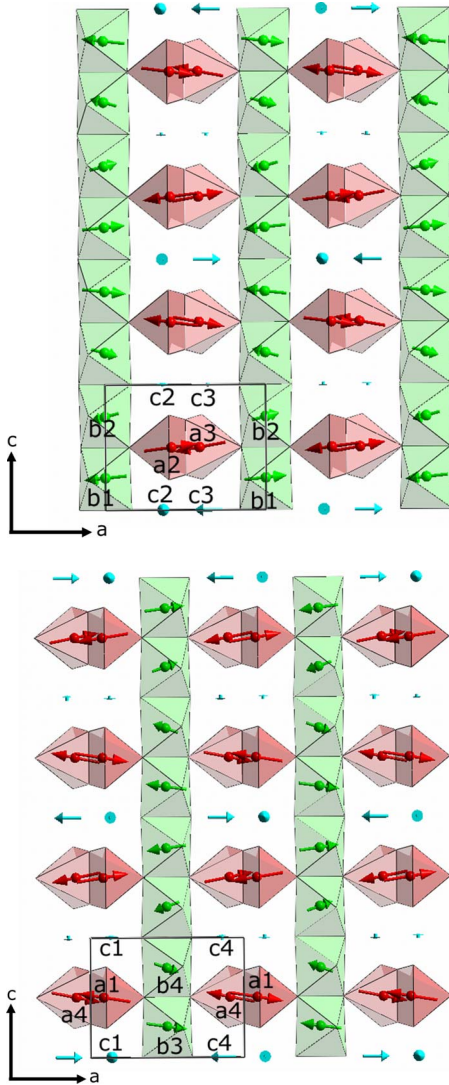 c2 c3
b2 a3 b2
c a2
b1 c2 c3 b1
a
c1 c4
c a1 b4 a1
a4 a4
c1 b3 c4
a